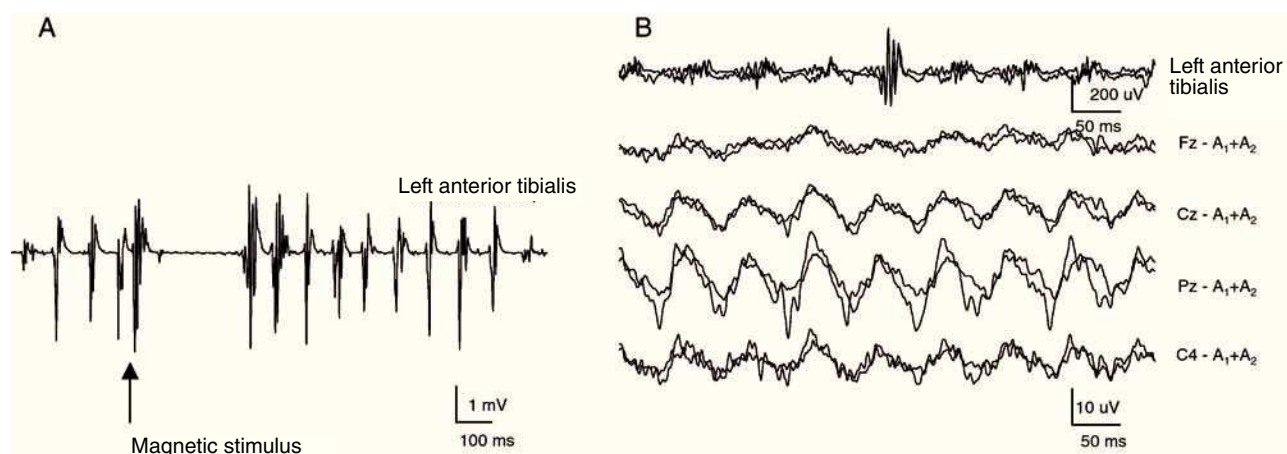 A
Left anterior tibialis
1 mV
100 ms
Magnetic stimulus
B
Left anterior
tibialis
200 uV
50 ms
Fz - A₁+A₂
Cz - A₁+A₂
Pz - A₁+A₂
C4 - A₁+A₂
10 uV
50 ms